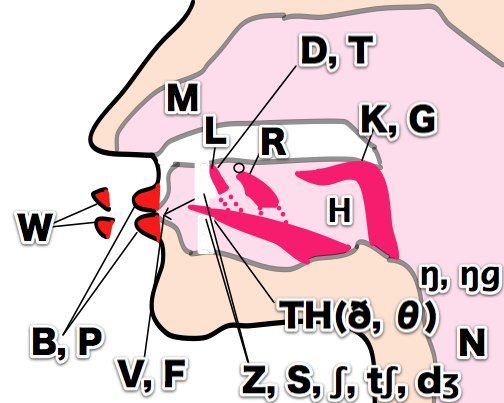 D, T
M
L
R
K, G
H
W
ŋ, ŋg
TH(ð, θ)
N
B, P
V, F
Z, S, ʃ, tʃ, dʒ